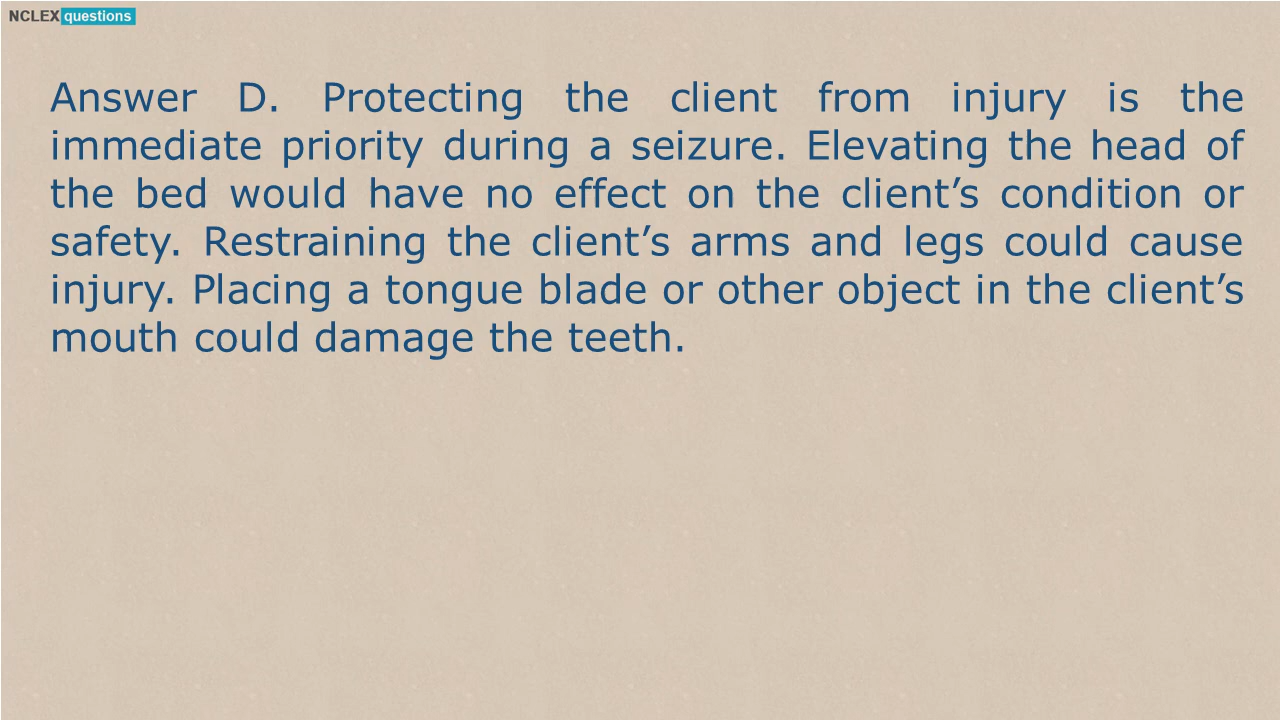 NCLEX questions
Answer D. Protecting the client from injury is the
immediate priority during a seizure. Elevating the head of
the bed would have no effect on the client’s condition or
safety. Restraining the client’s arms and legs could cause
injury. Placing a tongue blade or other object in the client’s
mouth could damage the teeth.